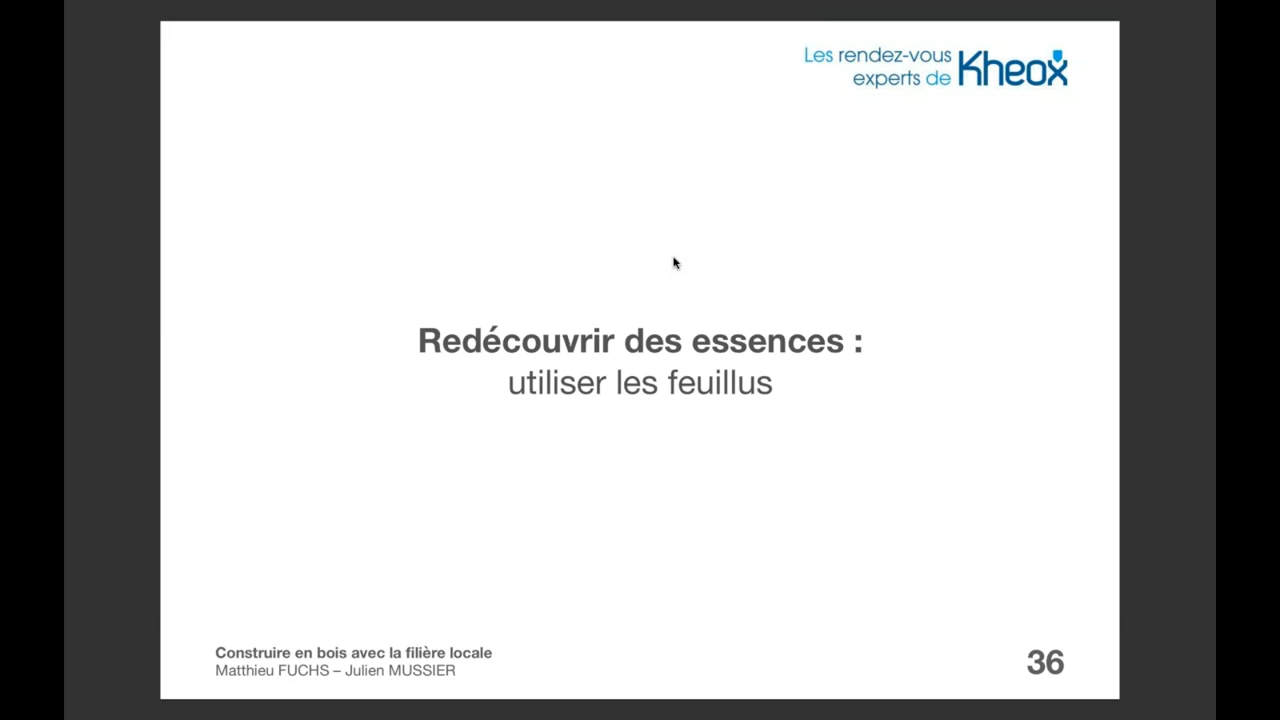 Les rendez-vous
experts de Kheox
Redécouvrir des essences :
utiliser les feuillus
Construire en bois avec la filière locale
Matthieu FUCHS – Julien MUSSIER
36